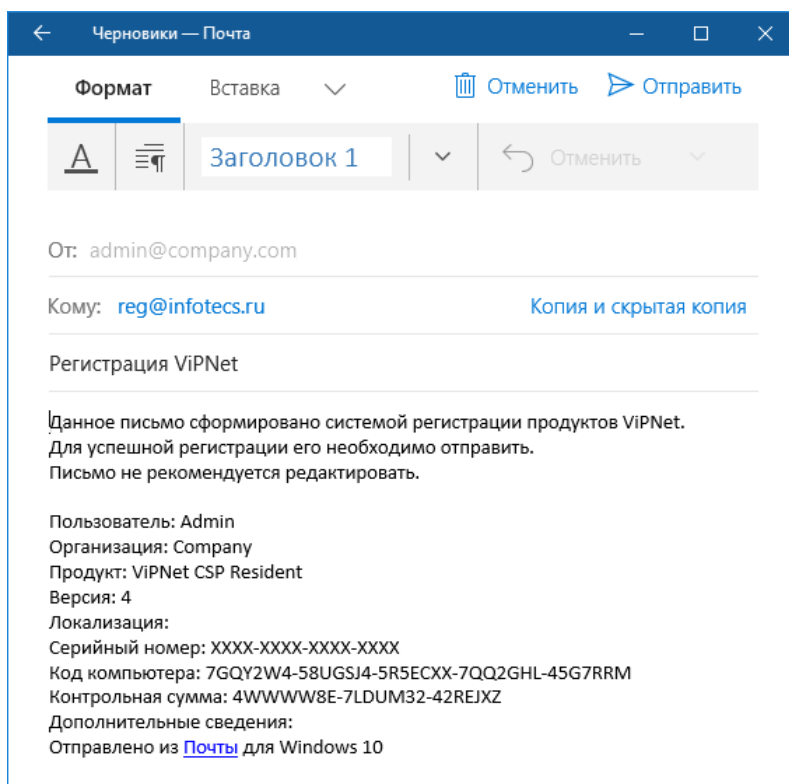 Черновики — Почта
Формат Вставка Отменить Отправить
A Заголовок 1 Отменить
От: admin@company.com
Кому: reg@infotecs.ru Копия и скрытая копия
Регистрация ViPNet
Данное письмо сформировано системой регистрации продуктов ViPNet.
Для успешной регистрации его необходимо отправить.
Письмо не рекомендуется редактировать.
Пользователь: Admin
Организация: Company
Продукт: ViPNet CSP Resident
Версия: 4
Локализация:
Серийный номер: XXXX-XXXX-XXXX-XXXX
Код компьютера: 7GQY2W4-58UGSJ4-5R5ECXX-7QQ2GHL-45G7RRM
Контрольная сумма: 4WWWW8E-7LDUM32-42REJXZ
Дополнительные сведения:
Отправлено из Почты для Windows 10